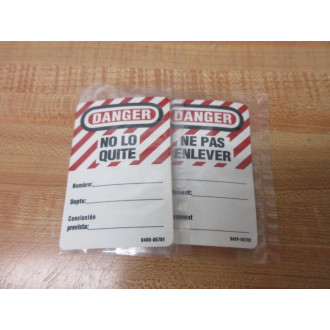 DANGER
NO LO
QUITE
Nombre:
Depto:
Conclusión
prevista:
DANGER
NE PAS
ENLEVER